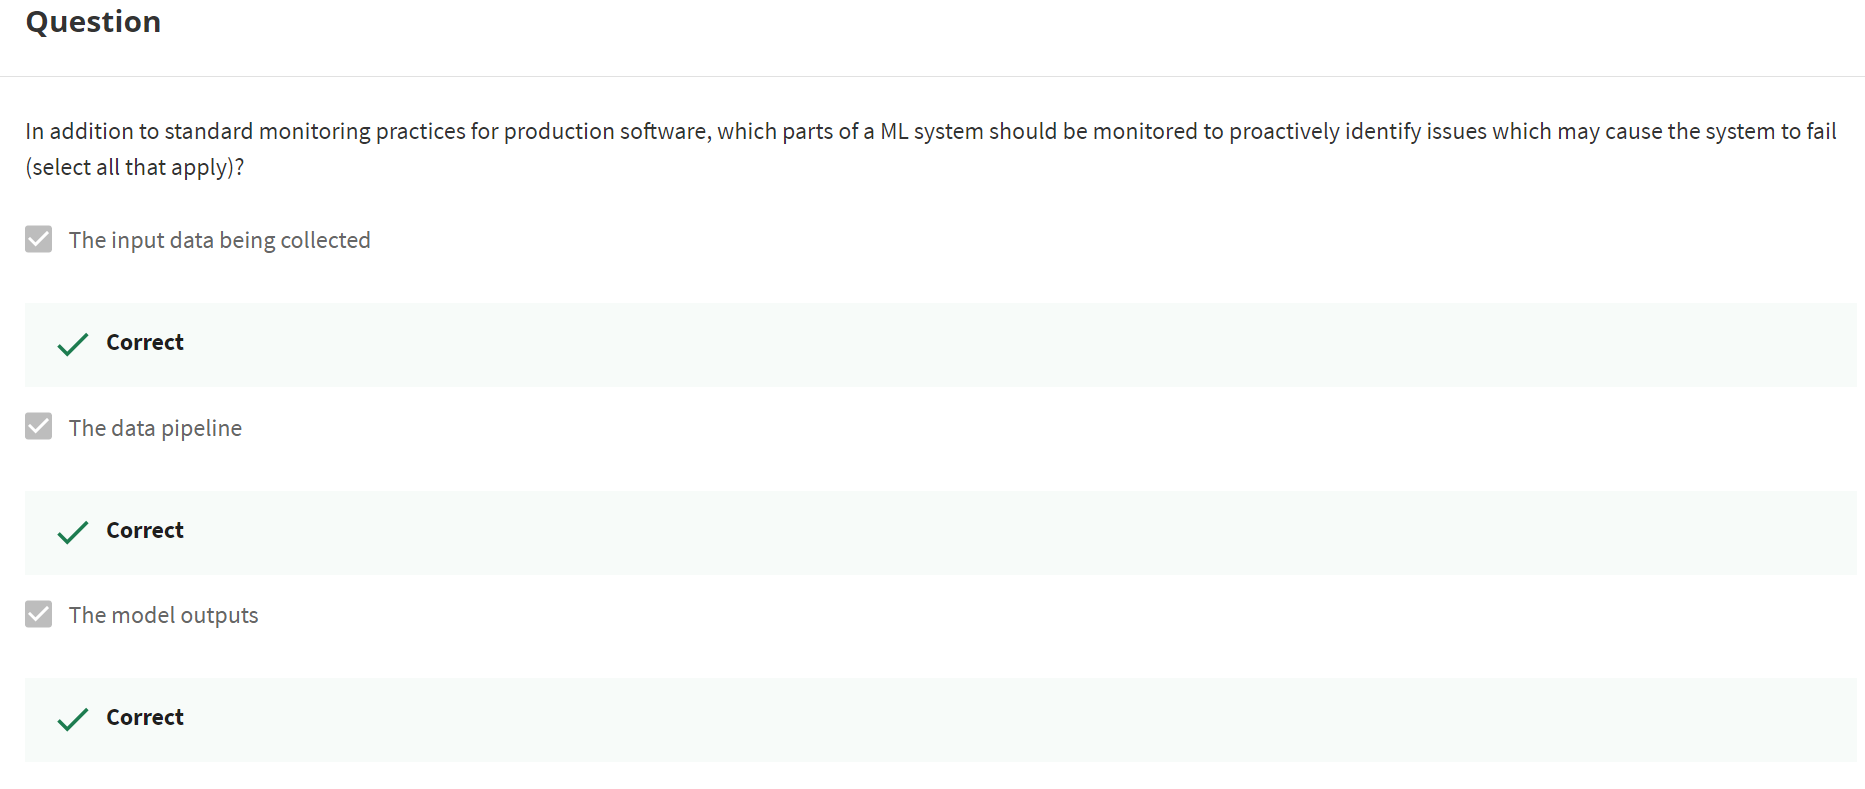 Question
In addition to standard monitoring practices for production software, which parts of a ML system should be monitored to proactively identify issues which may cause the system to fail
(select all that apply)?
The input data being collected
Correct
The data pipeline
Correct
The model outputs
Correct